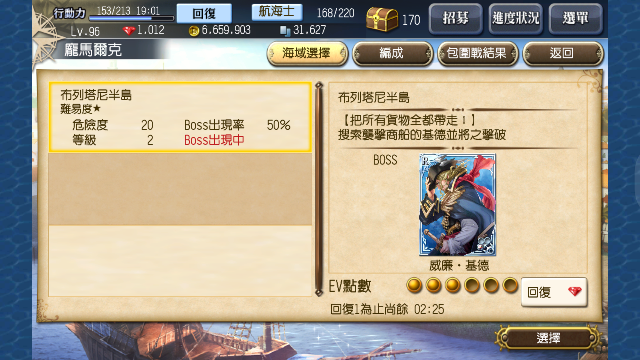 行動力 153/213 19:01 回復 航海士 168/220 170 招募 進度狀況 選單
Lv.96 1.012 6.659.903 31.627
龐馬爾克 海域選擇 編成 包圍戰結果 返回
布列塔尼半島
難易度★
危險度 20 Boss出現率 50%
等級 2 Boss出現中
布列塔尼半島
【把所有貨物全都帶走！】
搜索襲擊商船的基德並將之擊破
BOSS
威廉・基德
EV點數 回復
回復1為止尚餘 02:25
選擇